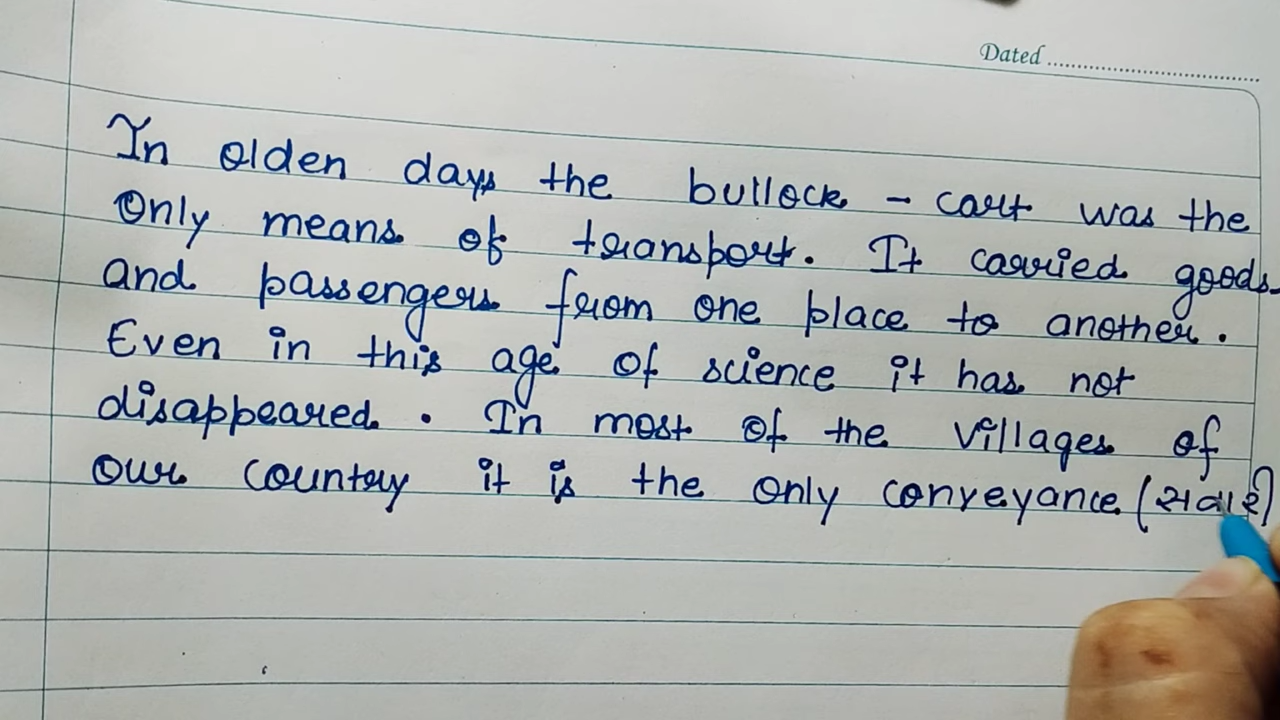 Dated ........................................
In olden days the bullock - cart was the
only means of transport. It carried goods
and passengers from one place to another.
Even in this age of science it has not
disappeared. In most of the villages of
our country it is the only conveyance (सवारी)